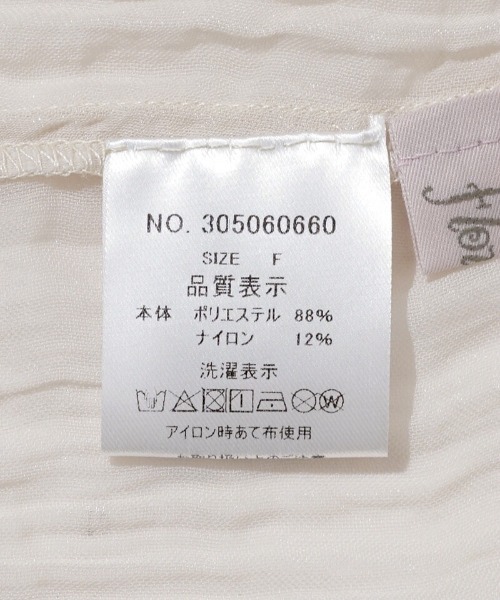 NO. 305060660
SIZE F
品質表示
本体 ポリエステル 88%
ナイロン 12%
洗濯表示
アイロン時あて布使用